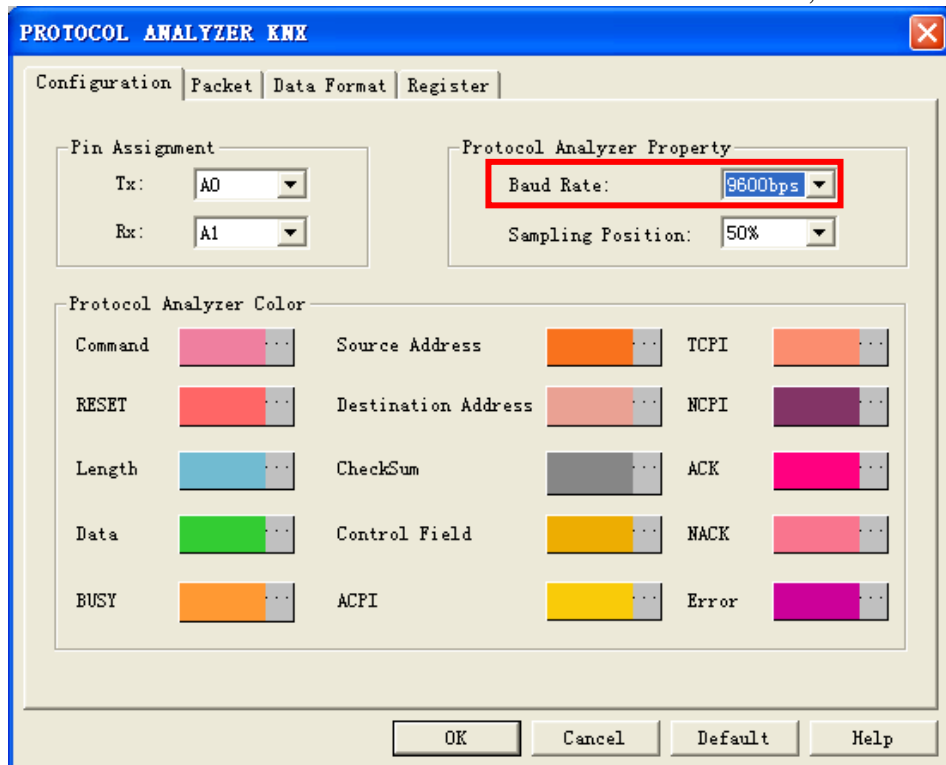 PROTOCOL ANALYZER KNX
Configuration Packet Data Format Register
Pin Assignment Protocol Analyzer Property
Tx: A0 Baud Rate: 9600bps
Rx: A1 Sampling Position: 50%
Protocol Analyzer Color
Command ... Source Address ... TCPI ...
RESET ... Destination Address ... NCPI ...
Length ... CheckSum ... ACK ...
Data ... Control Field ... NACK ...
BUSY ... ACPI ... Error ...
OK Cancel Default Help